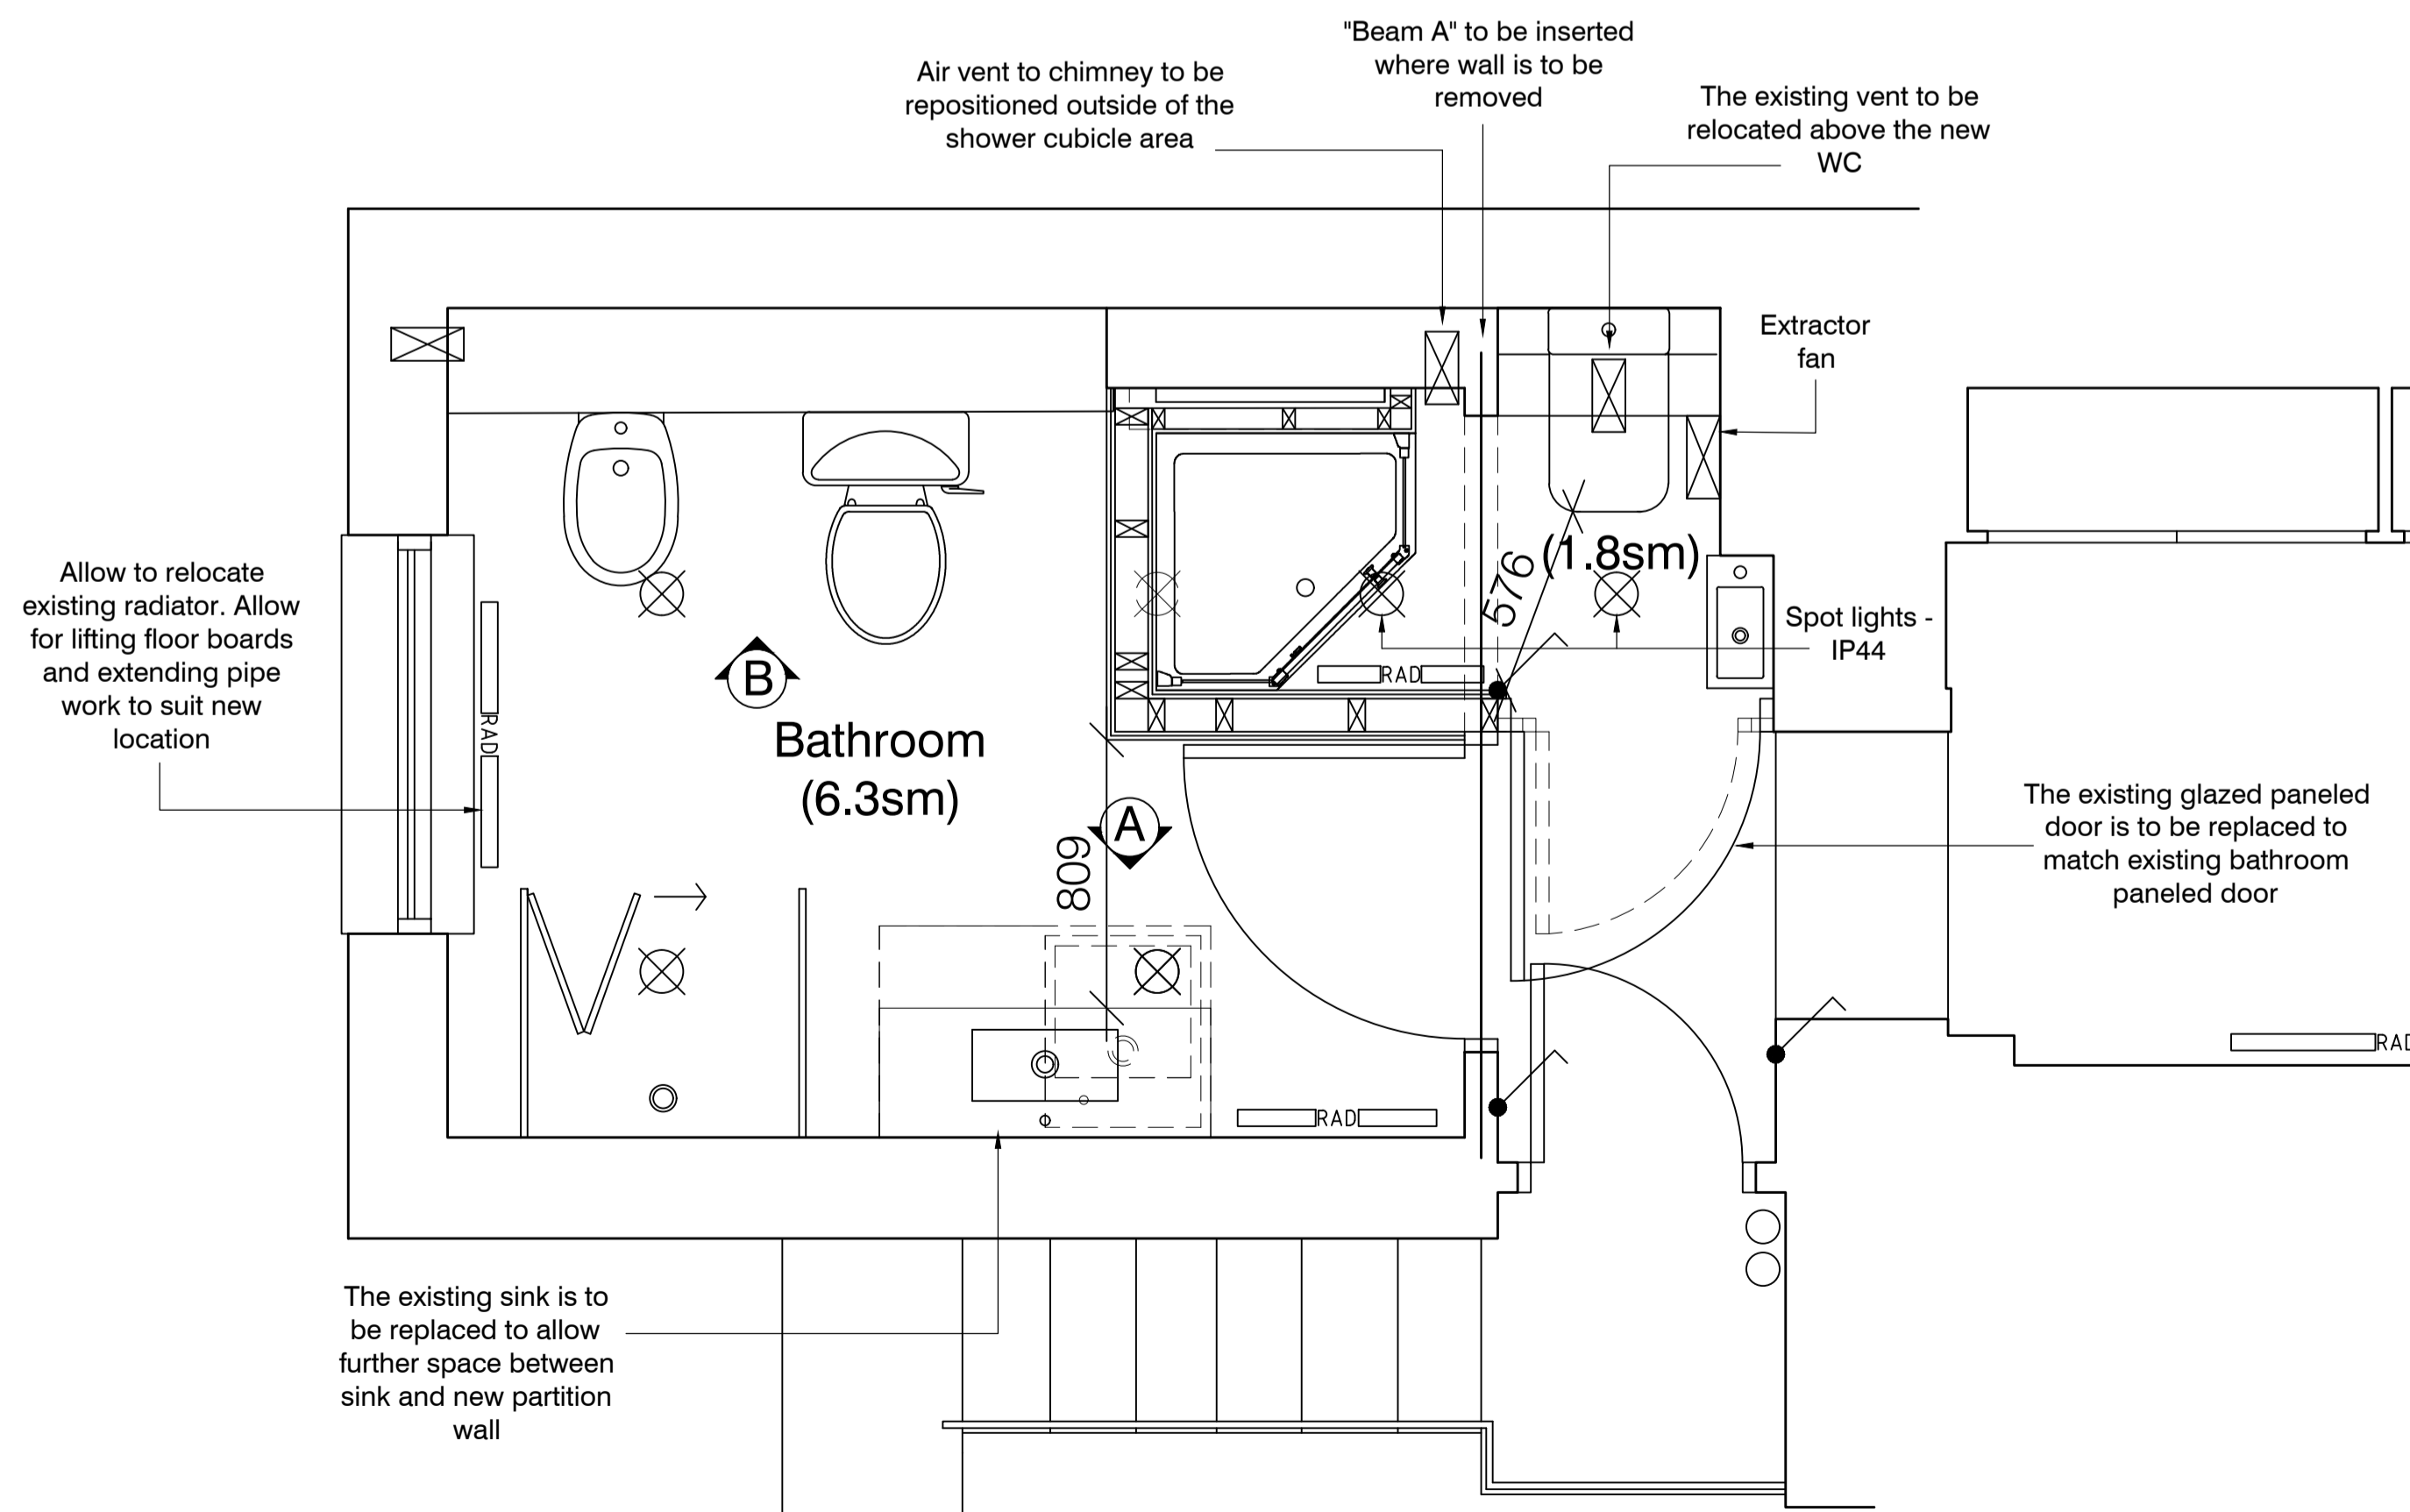 "Beam A" to be inserted
where wall is to be
removed
Air vent to chimney to be
repositioned outside of the
shower cubicle area
The existing vent to be
relocated above the new
WC
Extractor
fan
Allow to relocate
existing radiator. Allow
for lifting floor boards
and extending pipe
work to suit new
location
RAD
B
Bathroom
(6.3sm)
A
809
RAD
576
(1.8sm)
Spot lights -
IP44
The existing glazed paneled
door is to be replaced to
match existing bathroom
paneled door
RAD
RAD
The existing sink is to
be replaced to allow
further space between
sink and new partition
wall